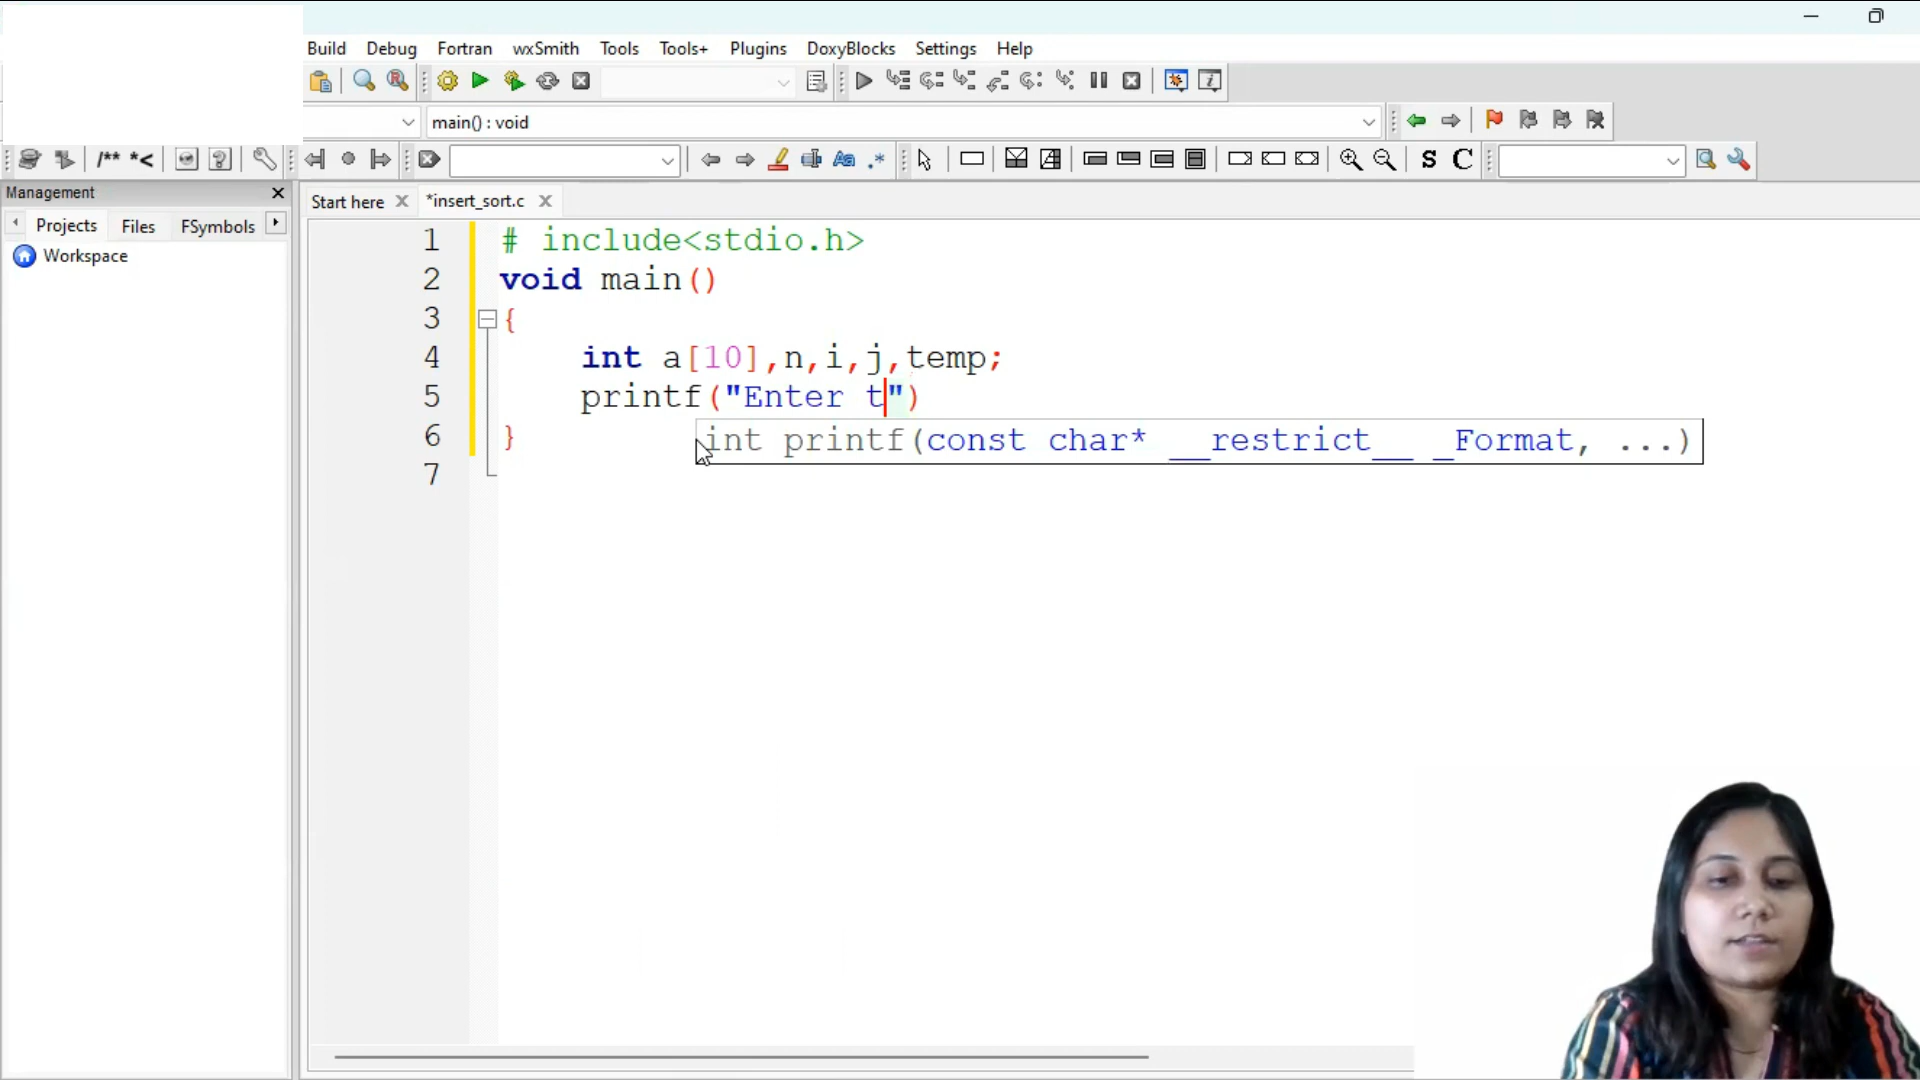 Build Debug Fortran wxSmith Tools Tools+ Plugins DoxyBlocks Settings Help
main() : void
/** *<
Aa .* S C
Management
Projects Files FSymbols
Workspace
Start here *insert_sort.c
1 # include<stdio.h>
2 void main()
3 {
4 int a[10],n,i,j,temp;
5 printf("Enter t")
6 }
int printf(const char* __restrict__ _Format, ...)
7